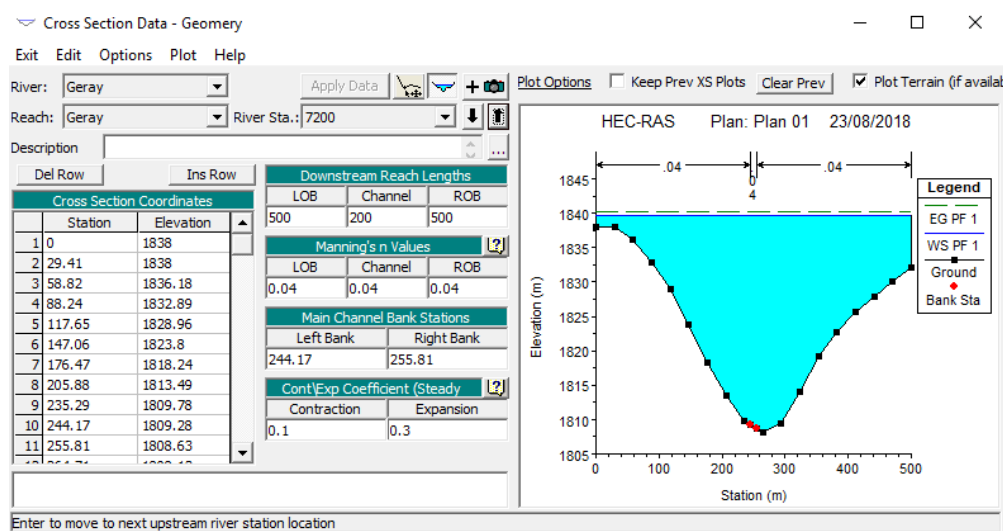 Cross Section Data - Geomery
Exit Edit Options Plot Help
River: Geray Apply Data
Plot Options Keep Prev XS Plots Clear Prev Plot Terrain (if availab
Reach: Geray River Sta.: 7200
Description ...
Del Row Ins Row
Cross Section Coordinates
Station Elevation
1 0 1838
2 29.41 1838
3 58.82 1836.18
4 88.24 1832.89
5 117.65 1828.96
6 147.06 1823.8
7 176.47 1818.24
8 205.88 1813.49
9 235.29 1809.78
10 244.17 1809.28
11 255.81 1808.63
Downstream Reach Lengths
LOB Channel ROB
500 200 500
Manning's n Values
LOB Channel ROB
0.04 0.04 0.04
Main Channel Bank Stations
Left Bank Right Bank
244.17 255.81
Cont\Exp Coefficient (Steady
Contraction Expansion
0.1 0.3
HEC-RAS Plan: Plan 01 23/08/2018
.04 .04
1845
1840
1835
1830
1825
1820
1815
1810
1805
Elevation (m)
0 100 200 300 400 500
Station (m)
Legend
EG PF 1
WS PF 1
Ground
Bank Sta
Enter to move to next upstream river station location